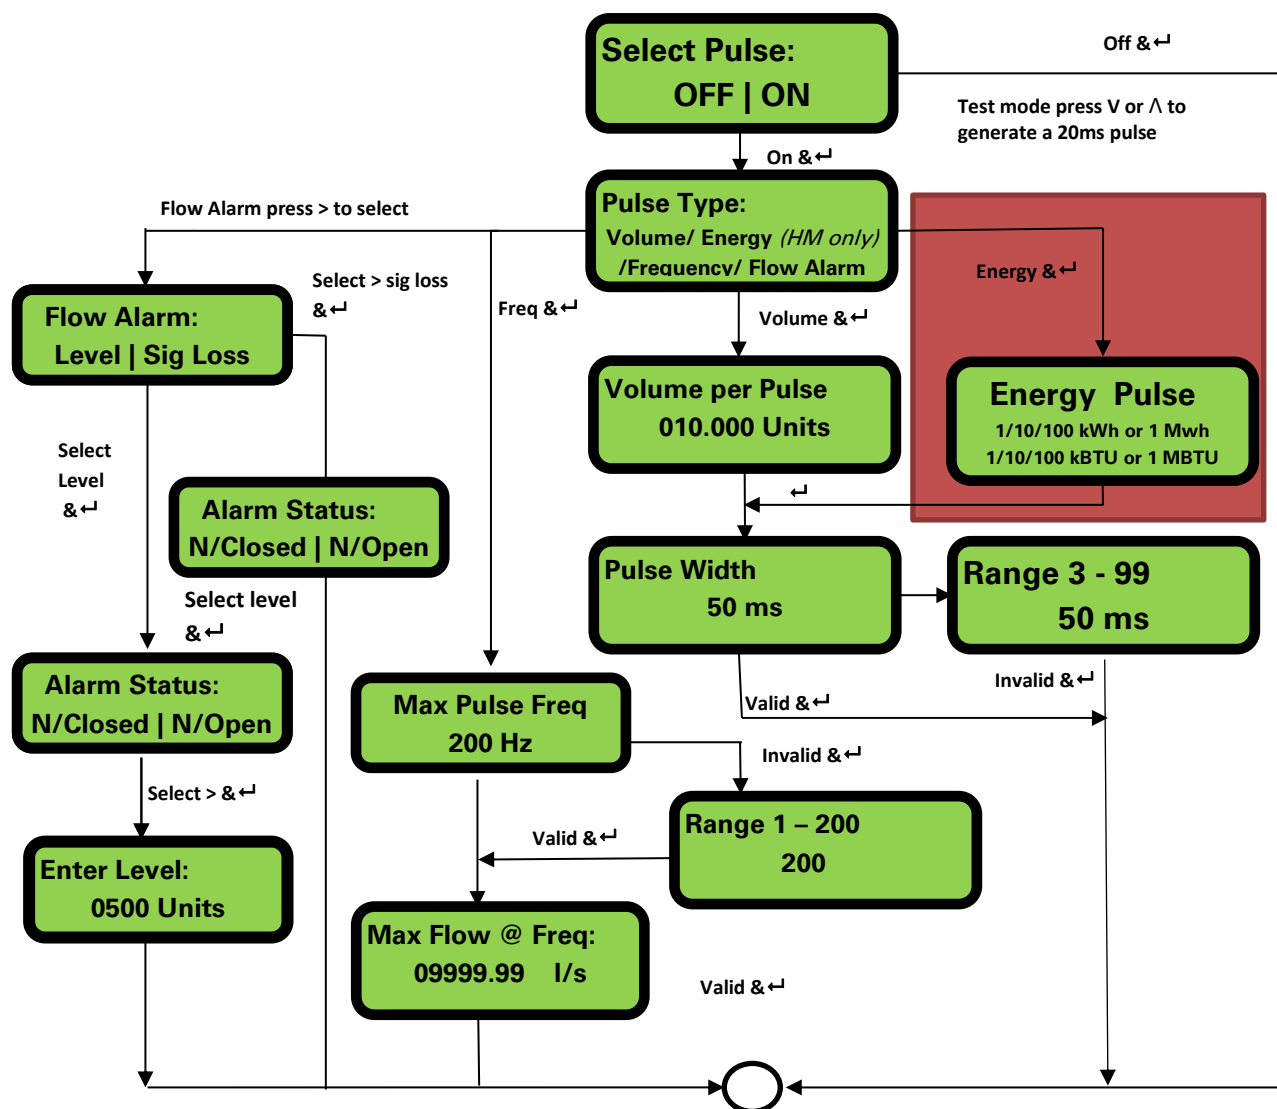 Select Pulse:
OFF | ON
Off &↵
Test mode press V or Λ to
generate a 20ms pulse
On &↵
Flow Alarm press > to select
Pulse Type:
Volume/ Energy (HM only)
/Frequency/ Flow Alarm
Select > sig loss
&↵
Freq &↵
Volume &↵
Energy &↵
Flow Alarm:
Level | Sig Loss
Volume per Pulse
010.000 Units
Energy Pulse
1/10/100 kWh or 1 Mwh
1/10/100 kBTU or 1 MBTU
Select
Level
&↵
↵
Alarm Status:
N/Closed | N/Open
Pulse Width
50 ms
Range 3 - 99
50 ms
Select level
&↵
Alarm Status:
N/Closed | N/Open
Max Pulse Freq
200 Hz
Valid &↵
Invalid &↵
Invalid &↵
Select > &↵
Range 1 – 200
200
Valid &↵
Enter Level:
0500 Units
Max Flow @ Freq:
09999.99 l/s
Valid &↵